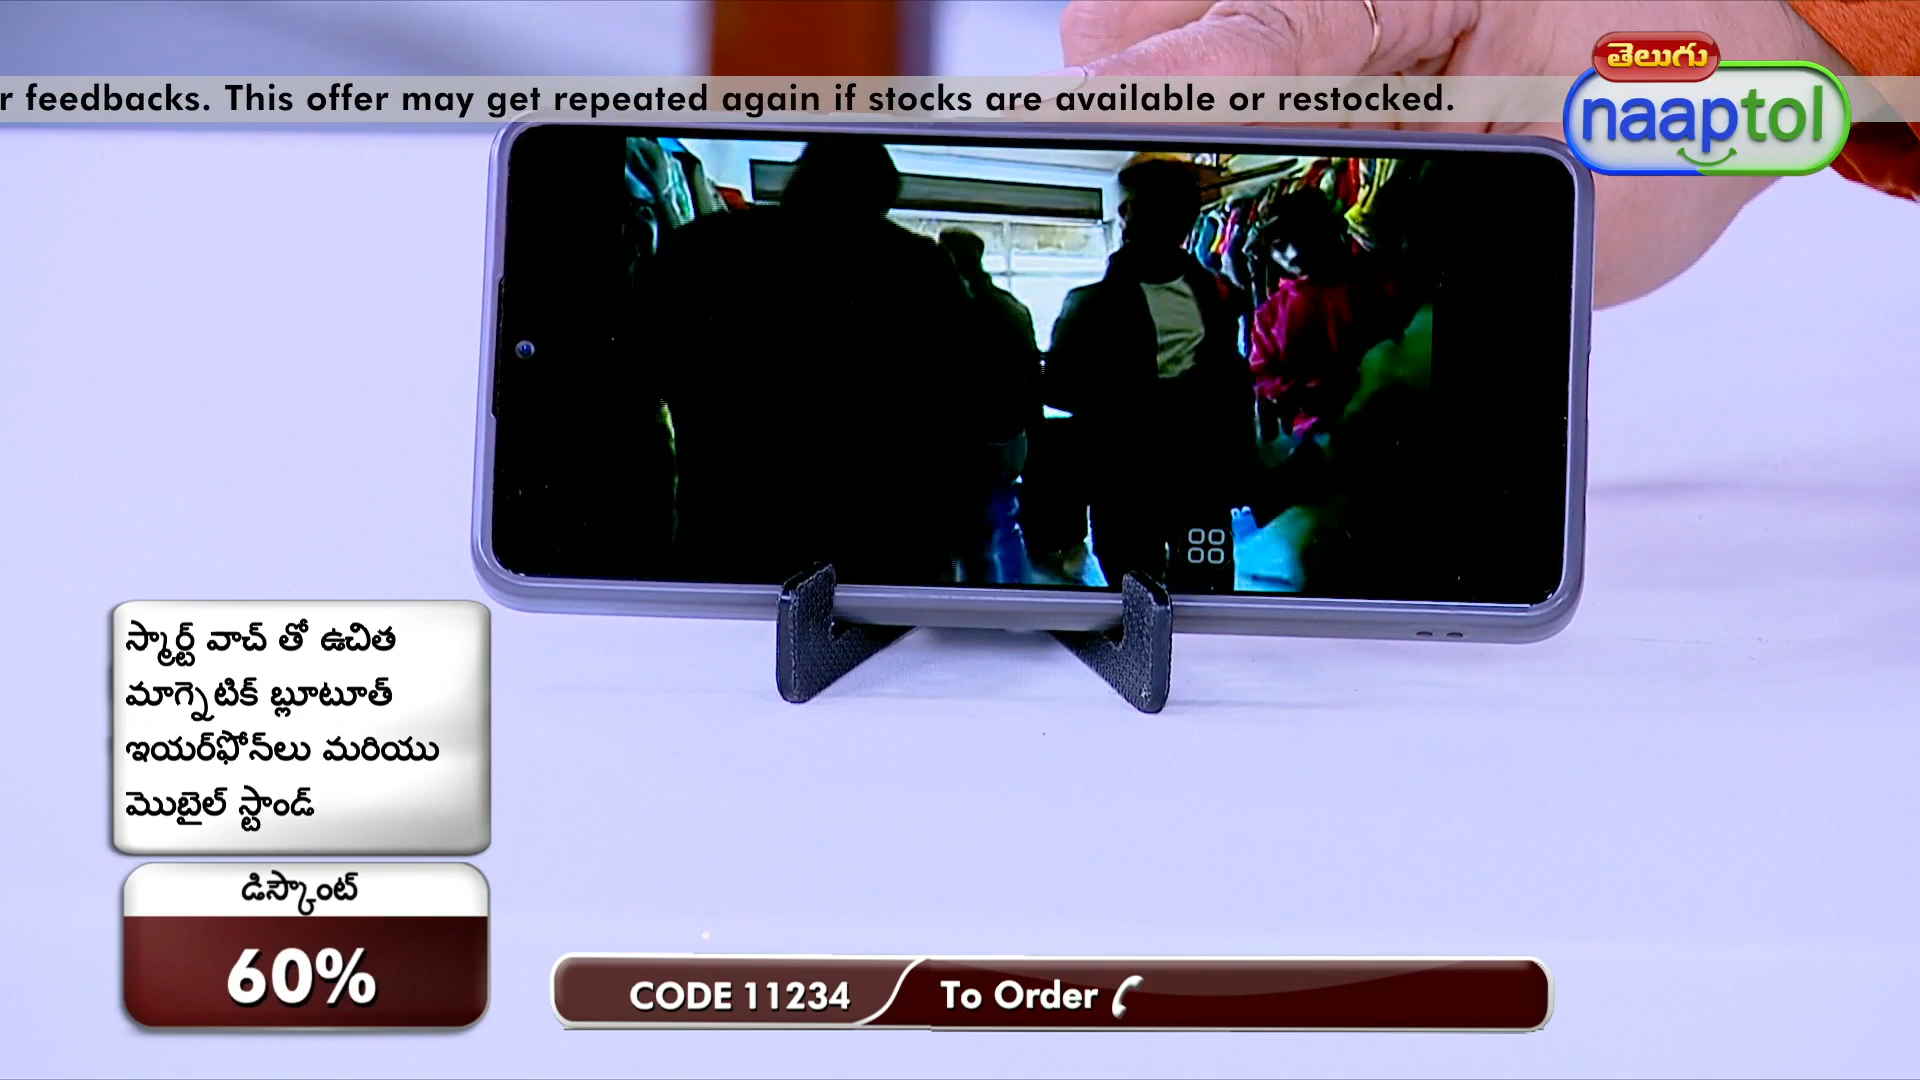 తెలుగు
r feedbacks. This offer may get repeated again if stocks are available or restocked.
naaptol
స్మార్ట్ వాచ్ తో ఉచిత
మాగ్నెటిక్ బ్లూటూత్
ఇయర్‌ఫోన్‌లు మరియు
మొబైల్ స్టాండ్
డిస్కౌంట్
60%
CODE 11234
To Order